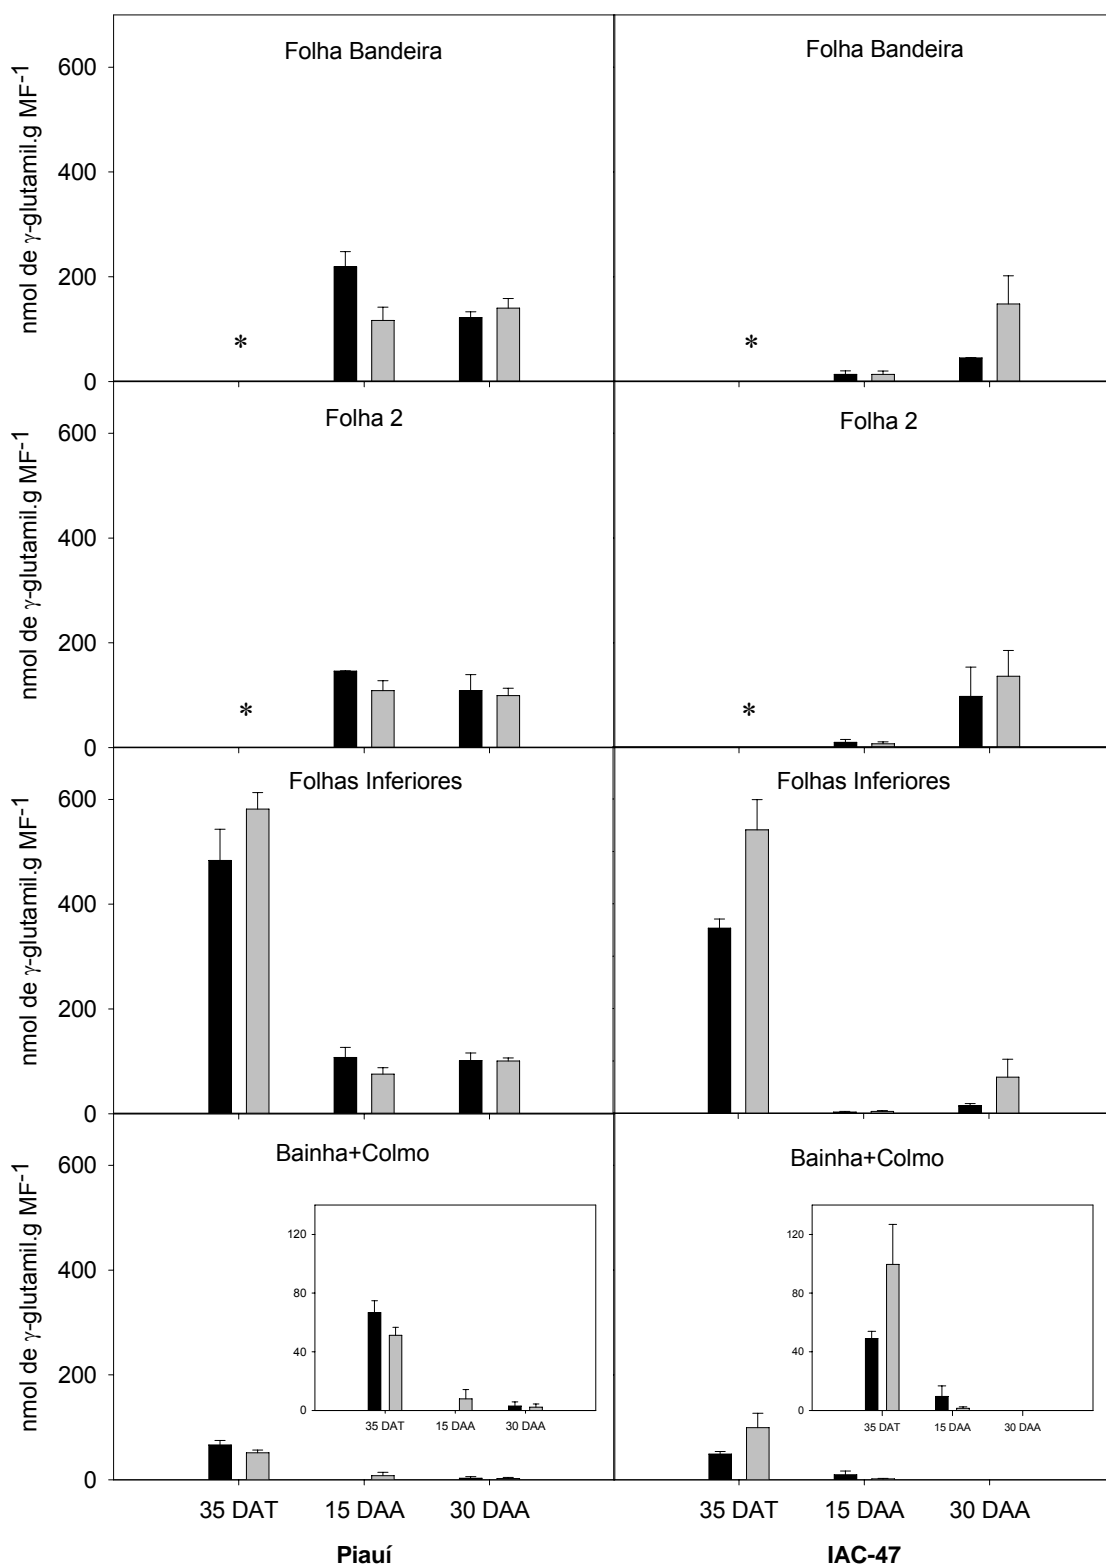 Folha Bandeira
Folha Bandeira
nmol de γ-glutamil.g MF⁻¹
600
400
200
0
*
*
Folha 2
Folha 2
nmol de γ-glutamil.g MF⁻¹
600
400
200
0
*
*
Folhas Inferiores
Folhas Inferiores
nmol de γ-glutamil.g MF⁻¹
600
400
200
0
Bainha+Colmo
Bainha+Colmo
nmol de γ-glutamil.g MF⁻¹
600
400
200
0
120
80
40
0
35 DAT 15 DAA 30 DAA
120
80
40
0
35 DAT 15 DAA 30 DAA
35 DAT 15 DAA 30 DAA
35 DAT 15 DAA 30 DAA
Piauí
IAC-47